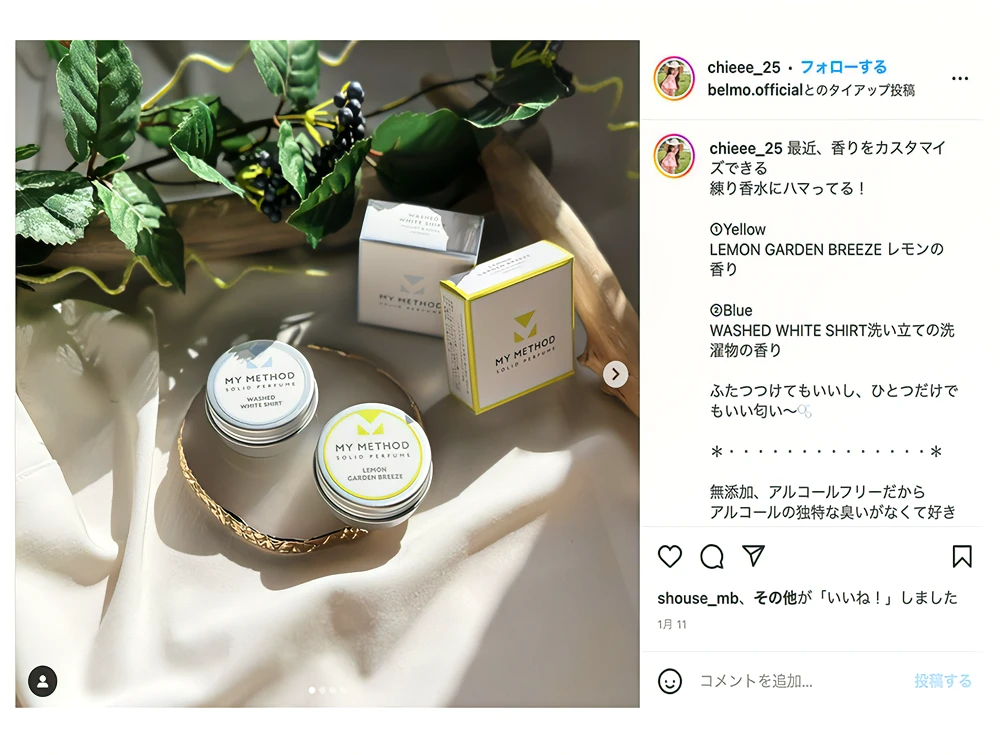 chieee_25 • フォローする
belmo.officialとのタイアップ投稿
chieee_25 最近、香りをカスタマイ
ズできる
練り香水にハマってる！
①Yellow
LEMON GARDEN BREEZE レモンの
香り
②Blue
WASHED WHITE SHIRT洗い立ての洗
濯物の香り
ふたつつけてもいいし、ひとつだけで
もいい匂い〜🫧
＊・・・・・・・・・・・・・・＊
無添加、アルコールフリーだから
アルコールの独特な臭いがなくて好き
shouse_mb、その他が「いいね！」しました
1月 11
コメントを追加... 投稿する
WASHED
WHITE SHIRT
MY METHOD
SOLID PERFUME
MY METHOD
SOLID PERFUME
MY METHOD
SOLID PERFUME
WASHED
WHITE SHIRT
MY METHOD
SOLID PERFUME
LEMON
GARDEN BREEZE